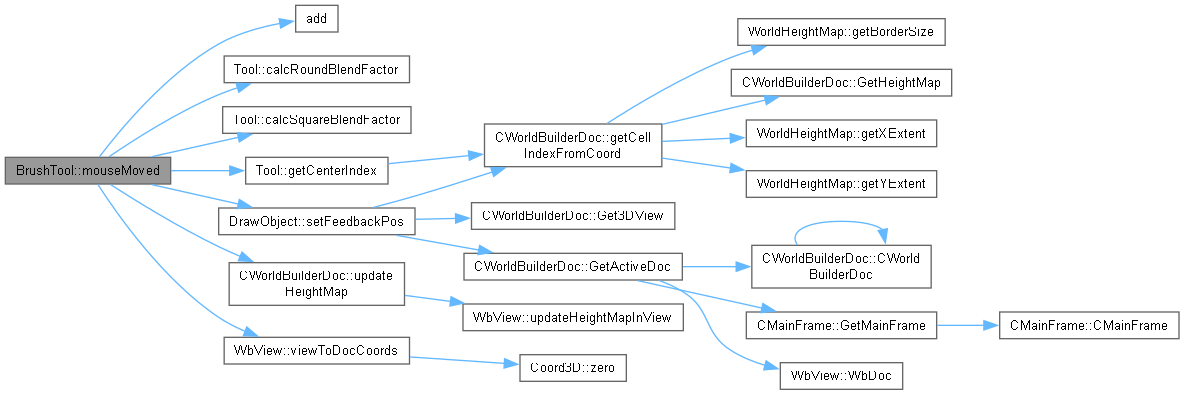 add
Tool::calcRoundBlendFactor
Tool::calcSquareBlendFactor
BrushTool::mouseMoved
Tool::getCenterIndex
DrawObject::setFeedbackPos
CWorldBuilderDoc::update
HeightMap
WbView::viewToDocCoords
CWorldBuilderDoc::getCell
IndexFromCoord
CWorldBuilderDoc::Get3DView
CWorldBuilderDoc::GetActiveDoc
WbView::updateHeightMapInView
Coord3D::zero
WorldHeightMap::getBorderSize
CWorldBuilderDoc::GetHeightMap
WorldHeightMap::getXExtent
WorldHeightMap::getYExtent
CWorldBuilderDoc::CWorld
BuilderDoc
CMainFrame::GetMainFrame
WbView::WbDoc
CMainFrame::CMainFrame